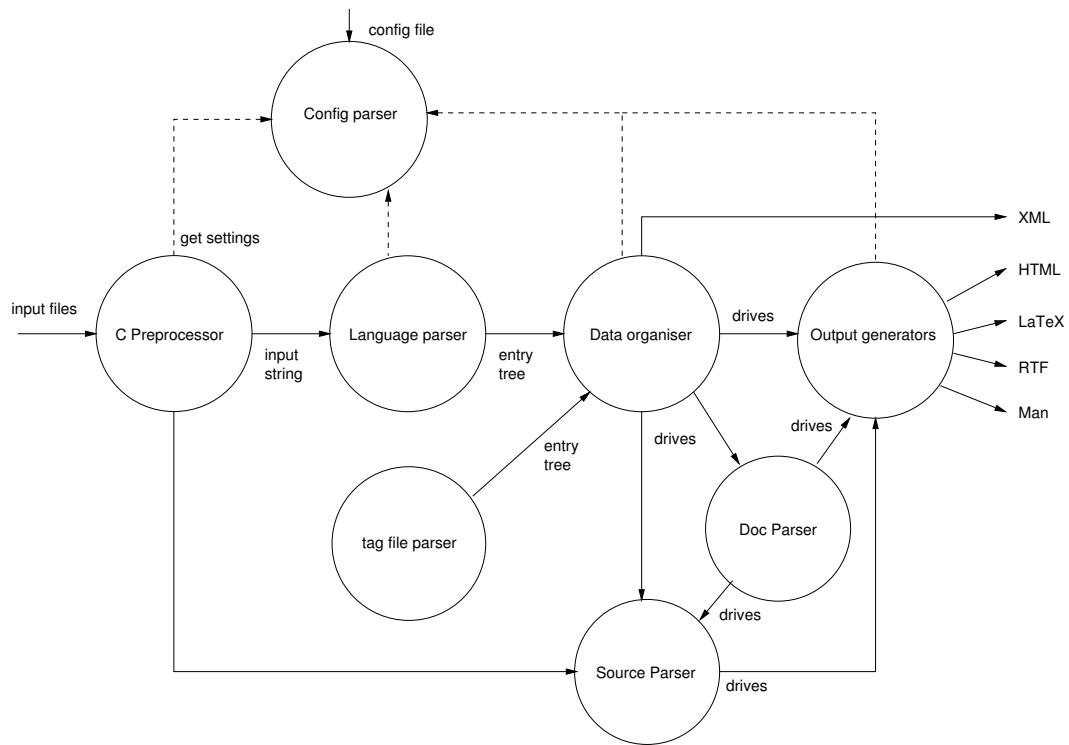 config file
Config parser
get settings
XML
HTML
input files
C Preprocessor
input
string
Language parser
entry
tree
Data organiser
drives
Output generators
LaTeX
RTF
Man
drives
drives
entry
tree
tag file parser
Doc Parser
drives
Source Parser
drives